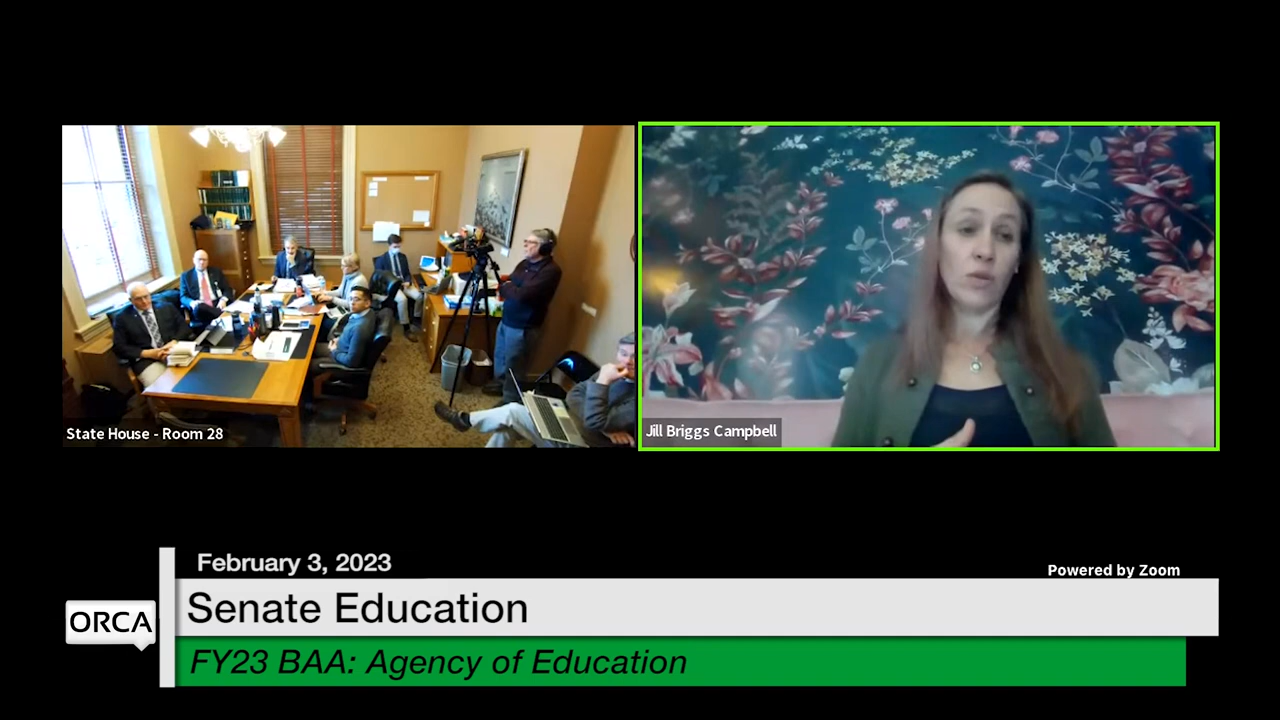 State House - Room 28
Jill Briggs Campbell
February 3, 2023
Powered by Zoom
Senate Education
ORCA
FY23 BAA: Agency of Education